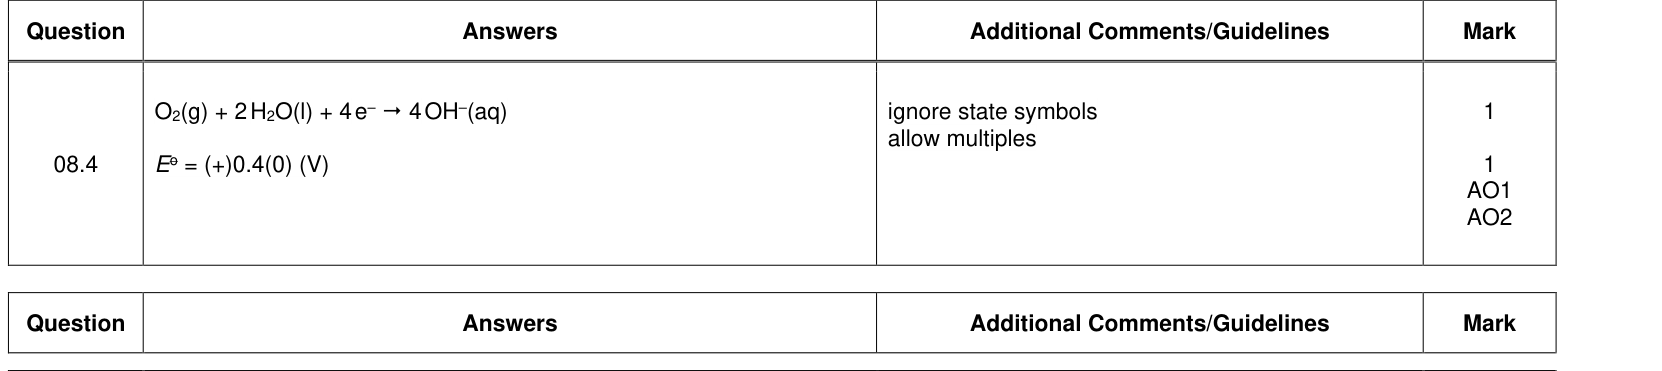 Question Answers Additional Comments/Guidelines Mark
O₂(g) + 2 H₂O(l) + 4 e⁻ → 4 OH⁻(aq) ignore state symbols 1
allow multiples
08.4 E⦵ = (+)0.4(0) (V) 1
AO1
AO2
Question Answers Additional Comments/Guidelines Mark